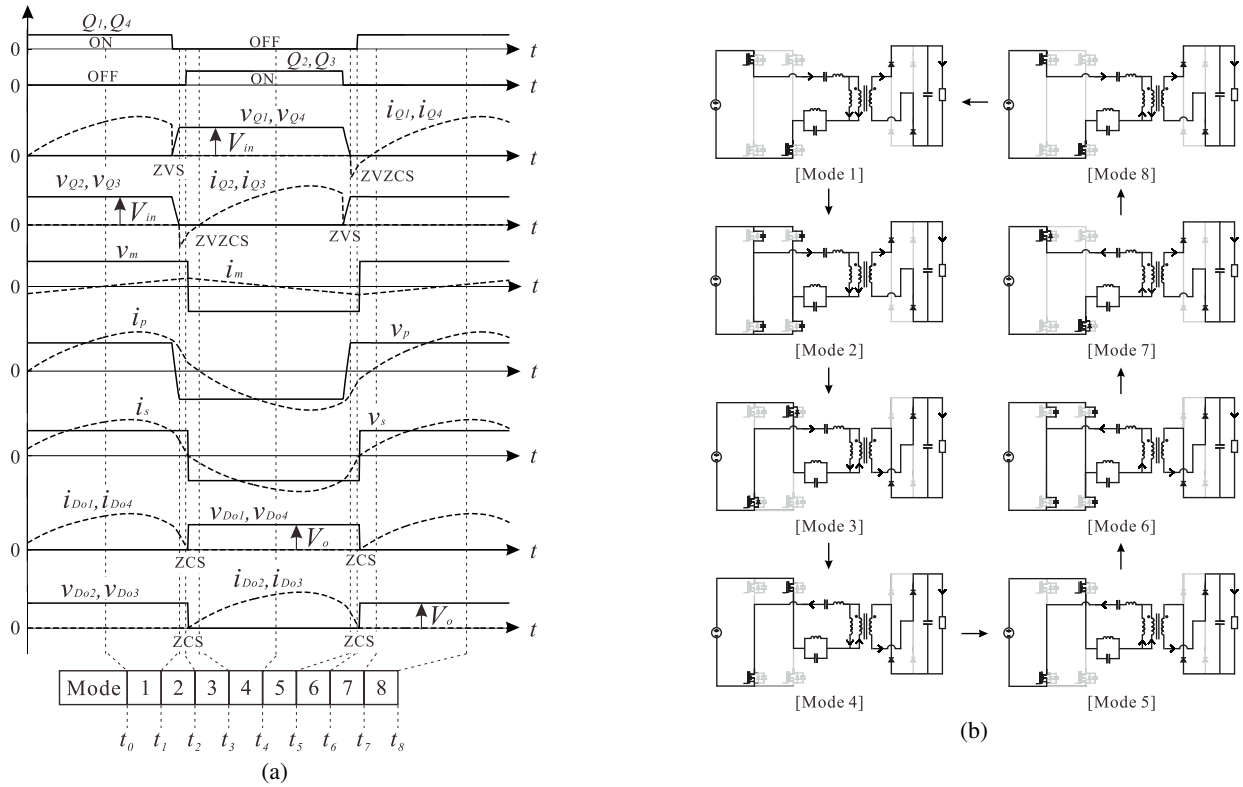 Q1,Q4
0 ON OFF t
Q2,Q3
0 OFF ON t
vQ1,vQ4 iQ1,iQ4
Vin
0 t
ZVS ZVZCS
vQ2,vQ3 iQ2,iQ3
Vin
0 t
ZVZCS ZVS
vm
im
0 t
ip vp
0 t
is vs
0 t
iDo1,iDo4 vDo1,vDo4
Vo
0 t
ZCS ZCS
vDo2,vDo3 iDo2,iDo3
Vo
0 t
ZCS ZCS
Mode 1 2 3 4 5 6 7 8
t0 t1 t2 t3 t4 t5 t6 t7 t8
(a)
[Mode 1] [Mode 8]
[Mode 2] [Mode 7]
[Mode 3] [Mode 6]
[Mode 4] [Mode 5]
(b)